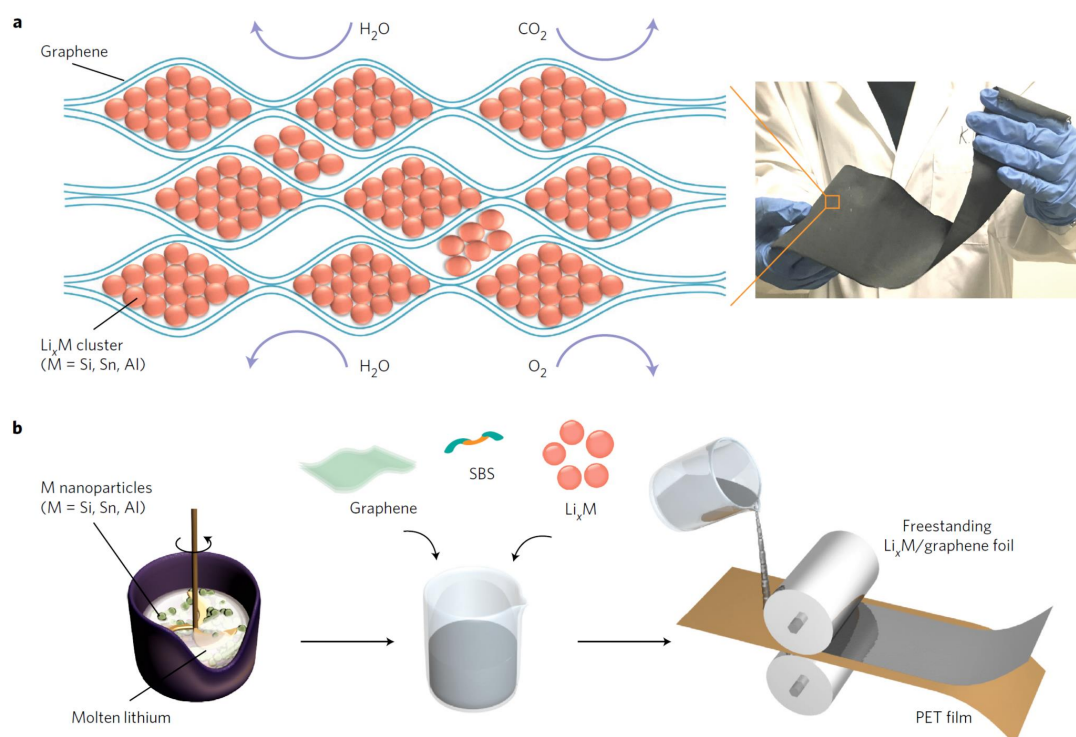 a
H₂O
CO₂
Graphene
LiₓM cluster
(M = Si, Sn, Al)
H₂O
O₂
b
M nanoparticles
(M = Si, Sn, Al)
Graphene
SBS
LiₓM
Freestanding
LiₓM/graphene foil
Molten lithium
PET film